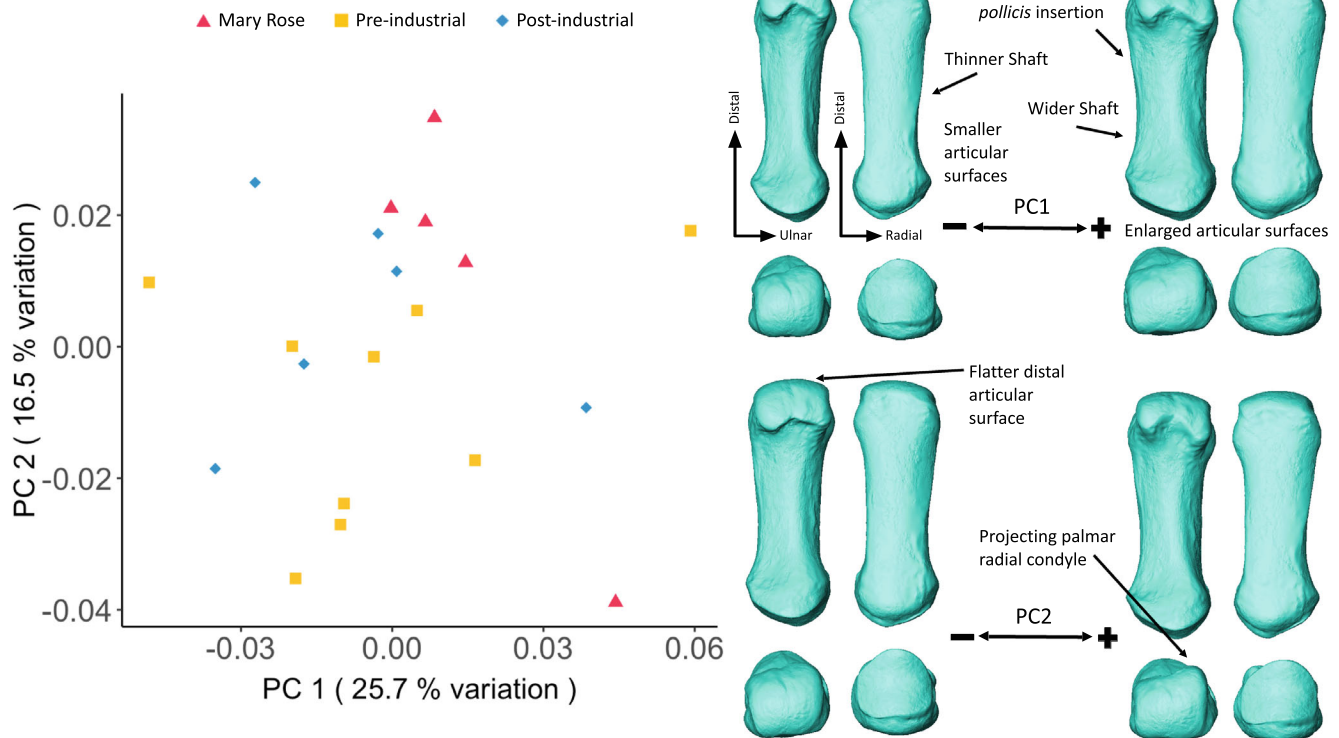 Mary Rose Pre-industrial Post-industrial
0.02
0.00
-0.02
-0.04
PC 2 ( 16.5 % variation )
-0.03 0.00 0.03 0.06
PC 1 ( 25.7 % variation )
pollicis insertion
Thinner Shaft
Wider Shaft
Smaller
articular
surfaces
Distal
Distal
Ulnar
Radial
PC1
− +
Enlarged articular surfaces
Flatter distal
articular
surface
Projecting palmar
radial condyle
PC2
− +